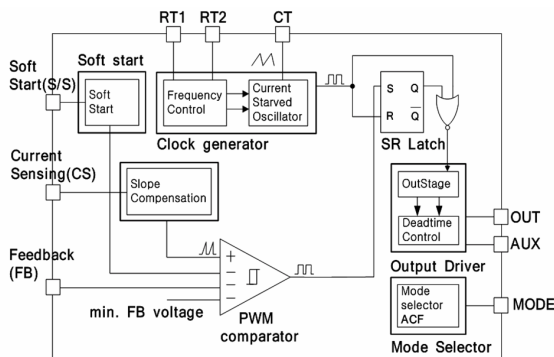 RT1 RT2 CT
Soft start
Soft
Start(S/S)
Soft
Start
Frequency
Control
Current
Starved
Oscillator
Clock generator
S Q
R Q
SR Latch
Current
Sensing(CS)
Slope
Compensation
OutStage
Deadtime
Control
OUT
AUX
Output Driver
Feedback
(FB)
+
−
−
−
min. FB voltage
PWM
comparator
Mode
selector
ACF
MODE
Mode Selector